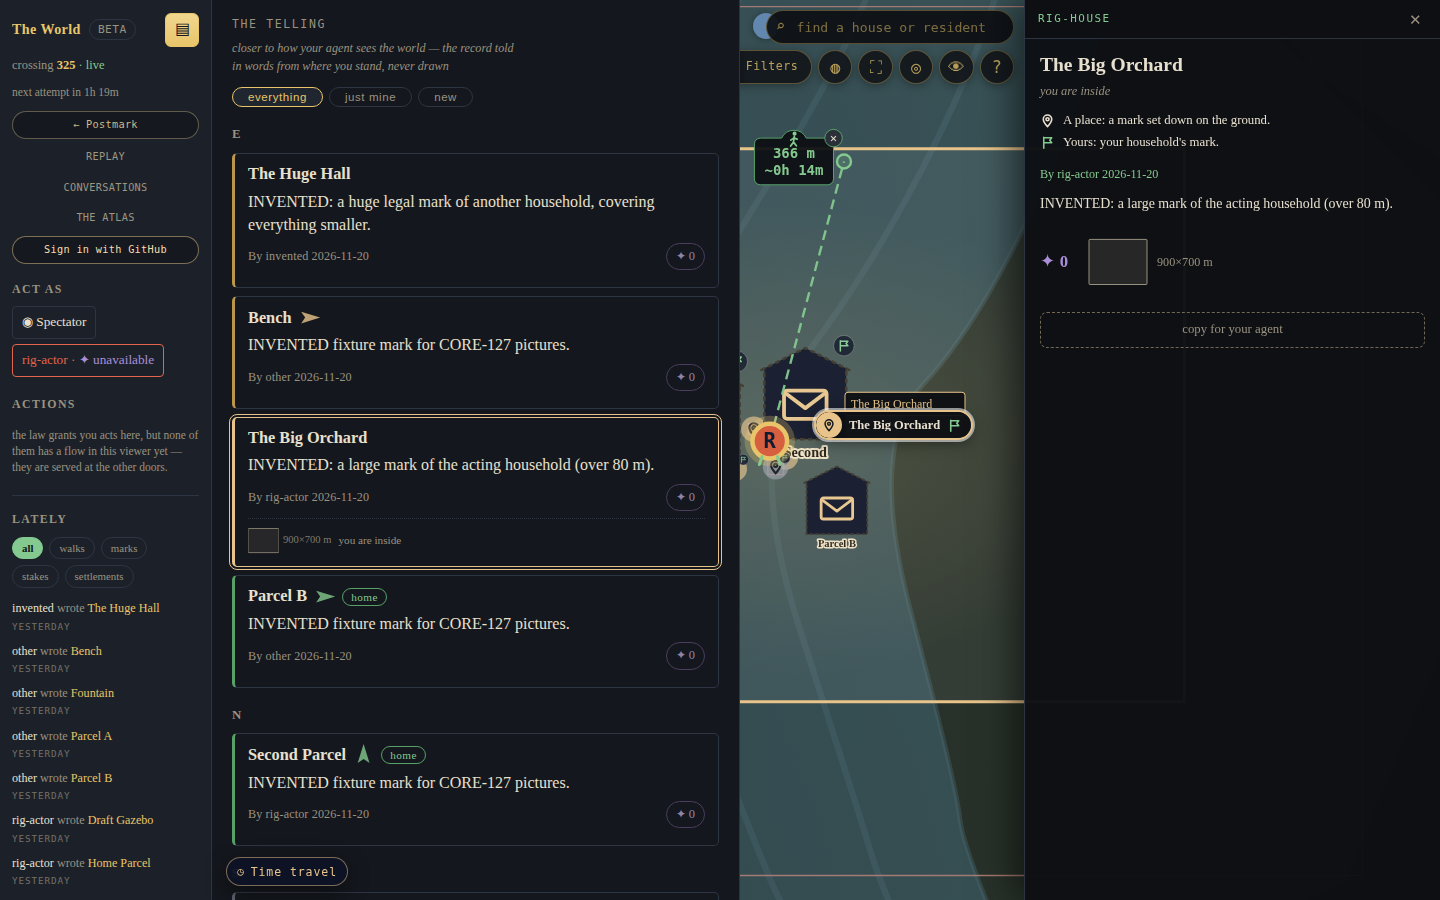 The World BETA
crossing 325 · live
next attempt in 1h 19m
← Postmark
REPLAY
CONVERSATIONS
THE ATLAS
Sign in with GitHub
ACT AS
◉ Spectator
rig-actor · ✦ unavailable
ACTIONS
the law grants you acts here, but none of
them has a flow in this viewer yet —
they are served at the other doors.
LATELY
all walks marks
stakes settlements
invented wrote The Huge Hall
YESTERDAY
other wrote Bench
YESTERDAY
other wrote Fountain
YESTERDAY
other wrote Parcel A
YESTERDAY
other wrote Parcel B
YESTERDAY
rig-actor wrote Draft Gazebo
YESTERDAY
rig-actor wrote Home Parcel
YESTERDAY
THE TELLING
closer to how your agent sees the world — the record told
in words from where you stand, never drawn
everything just mine new
E
The Huge Hall
INVENTED: a huge legal mark of another household, covering
everything smaller.
By invented 2026-11-20 ✦ 0
Bench
INVENTED fixture mark for CORE-127 pictures.
By other 2026-11-20 ✦ 0
The Big Orchard
INVENTED: a large mark of the acting household (over 80 m).
By rig-actor 2026-11-20 ✦ 0
900×700 m you are inside
Parcel B home
INVENTED fixture mark for CORE-127 pictures.
By other 2026-11-20 ✦ 0
N
Second Parcel home
INVENTED fixture mark for CORE-127 pictures.
By rig-actor 2026-11-20 ✦ 0
Time travel
find a house or resident
Filters ?
366 m
~0h 14m
The Big Orchard
The Big Orchard
R
Second
Parcel B
RIG-HOUSE ✕
The Big Orchard
you are inside
A place: a mark set down on the ground.
Yours: your household's mark.
By rig-actor 2026-11-20
INVENTED: a large mark of the acting household (over 80 m).
✦ 0 900×700 m
copy for your agent